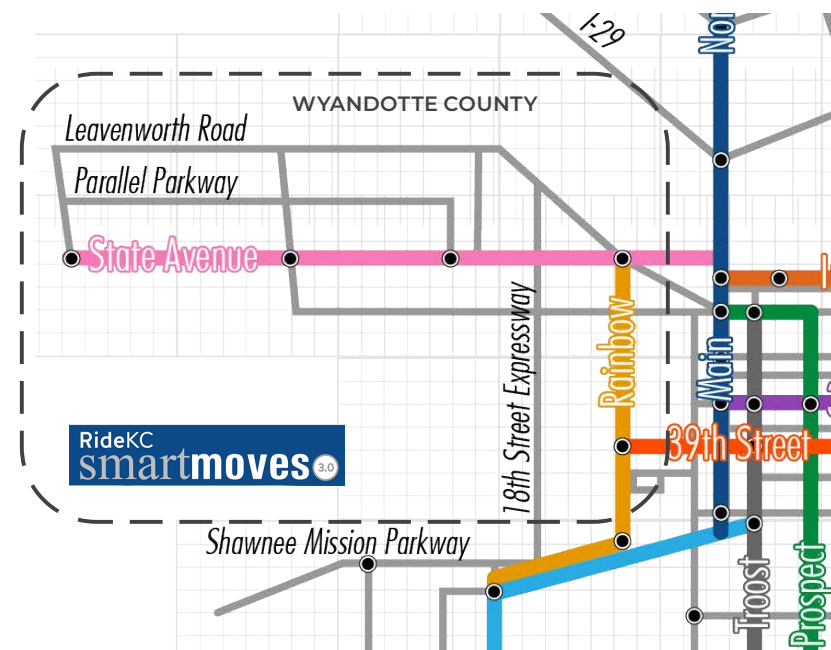 I-29
WYANDOTTE COUNTY
Leavenworth Road
Parallel Parkway
State Avenue
18th Street Expressway
Rainbow
Main
39th Street
RideKC
smartmoves 3.0
Shawnee Mission Parkway
Troost
Prospect